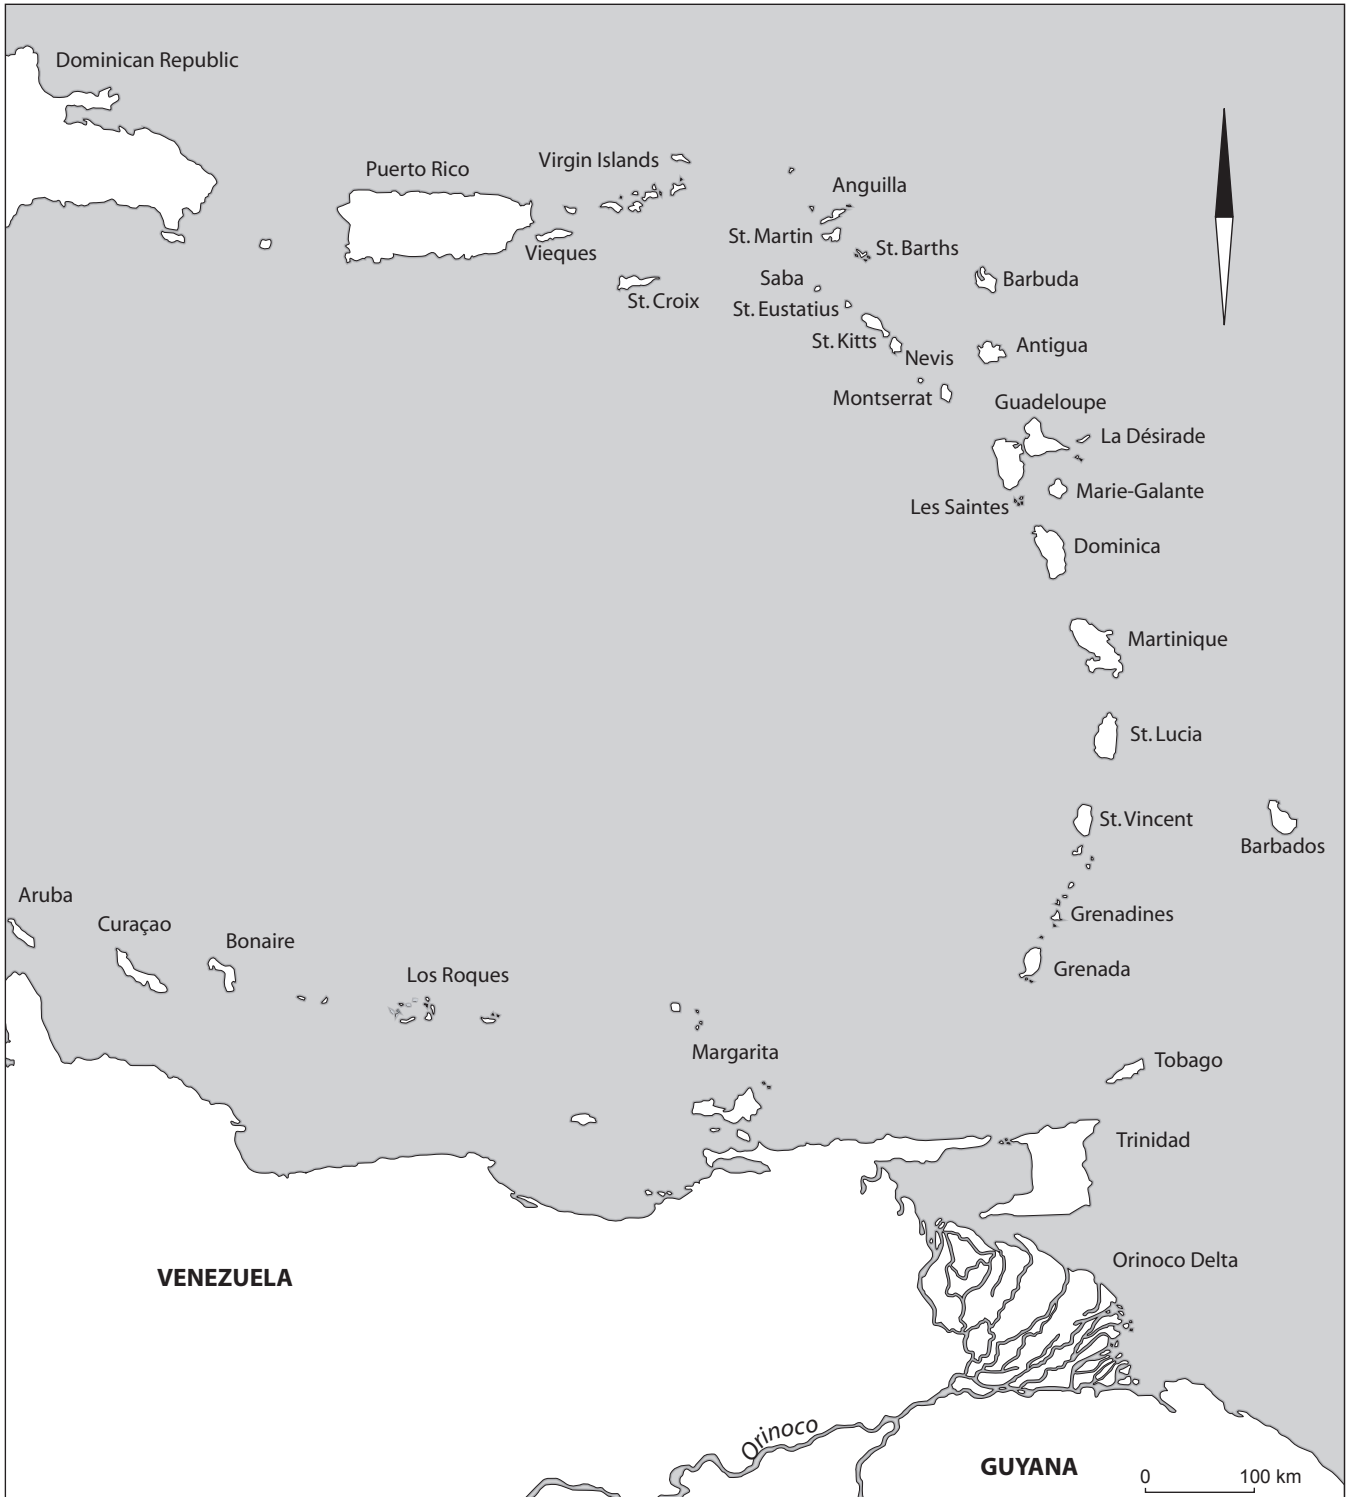 Dominican Republic
Puerto Rico
Virgin Islands
Anguilla
St. Martin
St. Barths
Vieques
Saba
Barbuda
St. Croix
St. Eustatius
St. Kitts
Antigua
Nevis
Montserrat
Guadeloupe
La Désirade
Marie-Galante
Les Saintes
Dominica
Martinique
St. Lucia
St. Vincent
Barbados
Aruba
Curaçao
Grenadines
Bonaire
Grenada
Los Roques
Margarita
Tobago
Trinidad
Orinoco Delta
VENEZUELA
Orinoco
GUYANA
0 100 km